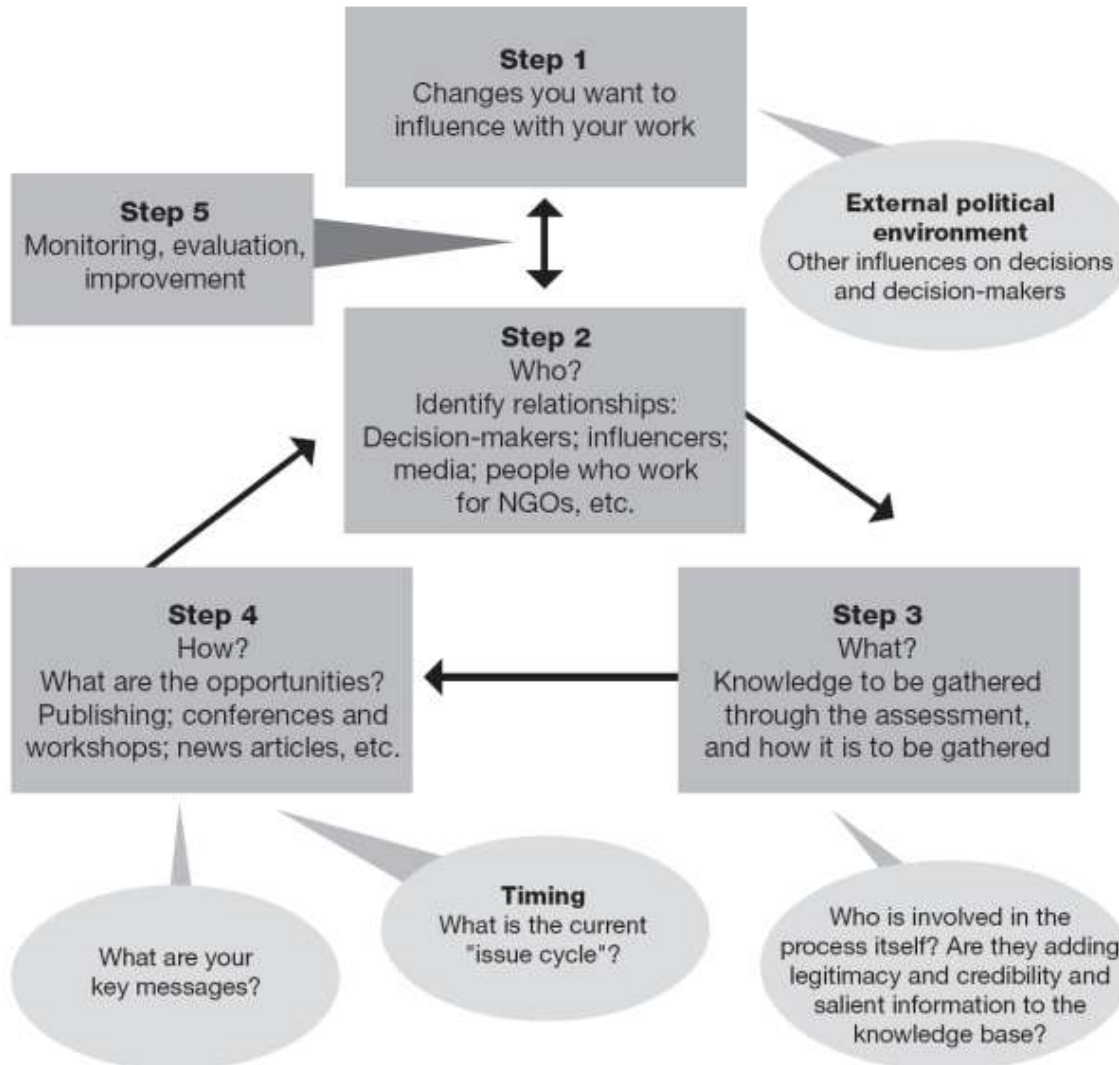 Step 1
Changes you want to
influence with your work
Step 5
Monitoring, evaluation,
improvement
External political
environment
Other influences on decisions
and decision-makers
Step 2
Who?
Identify relationships:
Decision-makers; influencers;
media; people who work
for NGOs, etc.
Step 4
How?
What are the opportunities?
Publishing; conferences and
workshops; news articles, etc.
Step 3
What?
Knowledge to be gathered
through the assessment,
and how it is to be gathered
What are your
key messages?
Timing
What is the current
"issue cycle"?
Who is involved in the
process itself? Are they adding
legitimacy and credibility and
salient information to the
knowledge base?